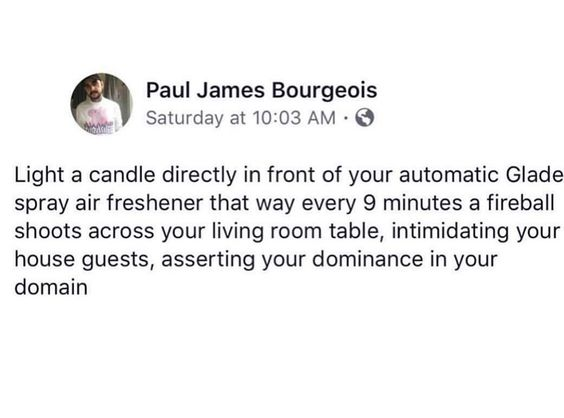 Paul James Bourgeois
Saturday at 10:03 AM ·
Light a candle directly in front of your automatic Glade
spray air freshener that way every 9 minutes a fireball
shoots across your living room table, intimidating your
house guests, asserting your dominance in your
domain